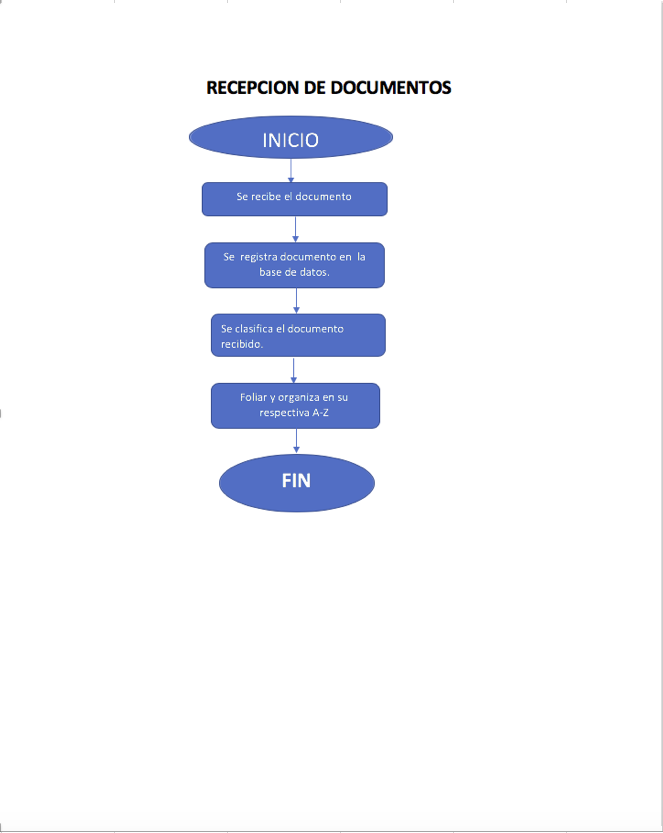 RECEPCION DE DOCUMENTOS
INICIO
Se recibe el documento
Se registra documento en la
base de datos.
Se clasifica el documento
recibido.
Foliar y organiza en su
respectiva A-Z
FIN